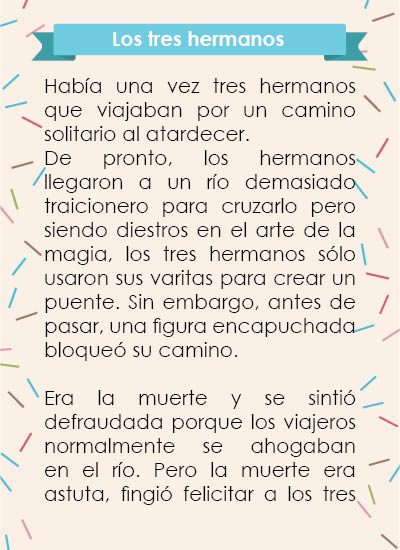 Los tres hermanos
Había una vez tres hermanos
que viajaban por un camino
solitario al atardecer.
De pronto, los hermanos
llegaron a un río demasiado
traicionero para cruzarlo pero
siendo diestros en el arte de la
magia, los tres hermanos sólo
usaron sus varitas para crear un
puente. Sin embargo, antes de
pasar, una figura encapuchada
bloqueó su camino.
Era la muerte y se sintió
defraudada porque los viajeros
normalmente se ahogaban
en el río. Pero la muerte era
astuta, fingió felicitar a los tres